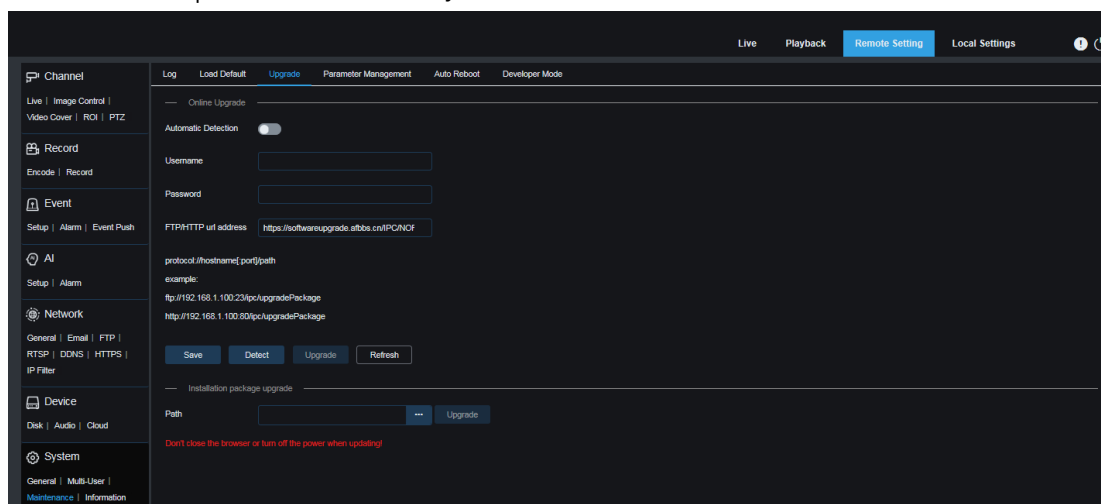 Live Playback Remote Setting Local Settings
Channel
Live | Image Control |
Video Cover | ROI | PTZ
Record
Encode | Record
Event
Setup | Alarm | Event Push
AI
Setup | Alarm
Network
General | Email | FTP |
RTSP | DDNS | HTTPS |
IP Filter
Device
Disk | Audio | Cloud
System
General | Multi-User |
Maintenance | Information
Log Load Default Upgrade Parameter Management Auto Reboot Developer Mode
Online Upgrade
Automatic Detection
Username
Password
FTP/HTTP url address https://softwareupgrade.afbbs.cn/IPC/NOF
protocol://hostname[:port]/path
example:
ftp://192.168.1.100:23/ipc/upgradePackage
http://192.168.1.100:80/ipc/upgradePackage
Save Detect Upgrade Refresh
Installation package upgrade
Path ••• Upgrade
Don't close the browser or turn off the power when updating!